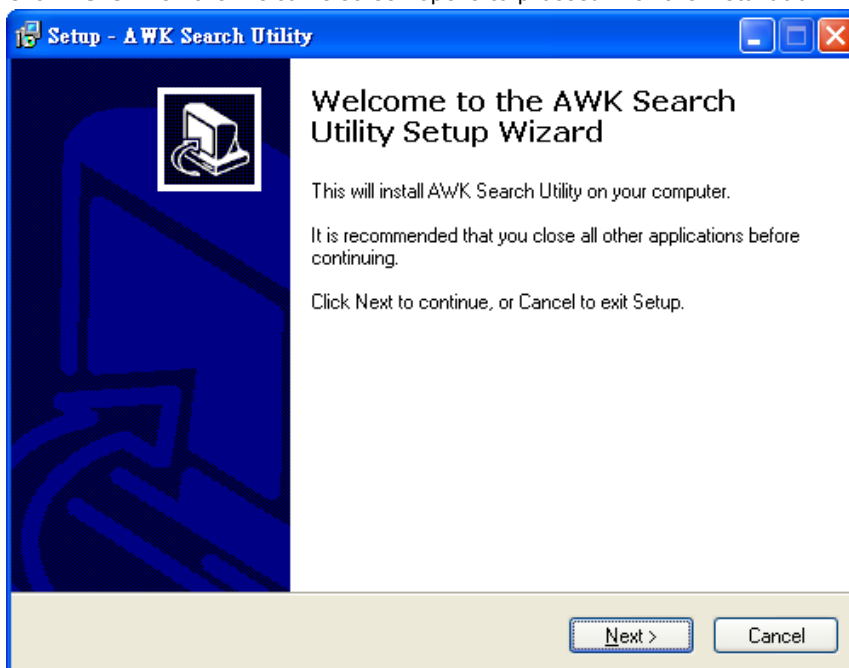 Setup - AWK Search Utility
Welcome to the AWK Search
Utility Setup Wizard
This will install AWK Search Utility on your computer.
It is recommended that you close all other applications before
continuing.
Click Next to continue, or Cancel to exit Setup.
Next >
Cancel